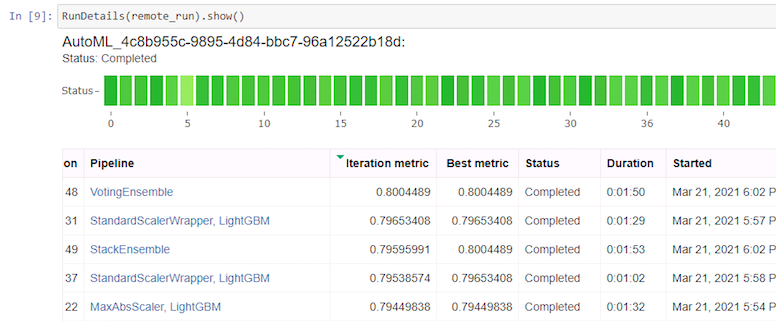 In [9]: RunDetails(remote_run).show()
AutoML_4c8b955c-9895-4d84-bbc7-96a12522b18d:
Status: Completed
Status
0 5 10 15 20 25 30 36 40
on Pipeline Iteration metric Best metric Status Duration Started
48 VotingEnsemble 0.8004489 0.8004489 Completed 0:01:50 Mar 21, 2021 6:02 P
31 StandardScalerWrapper, LightGBM 0.79653408 0.79653408 Completed 0:01:29 Mar 21, 2021 5:57 P
49 StackEnsemble 0.79595991 0.8004489 Completed 0:01:53 Mar 21, 2021 6:02 P
37 StandardScalerWrapper, LightGBM 0.79538574 0.79653408 Completed 0:01:02 Mar 21, 2021 5:58 P
22 MaxAbsScaler, LightGBM 0.79449838 0.79449838 Completed 0:01:32 Mar 21, 2021 5:54 P